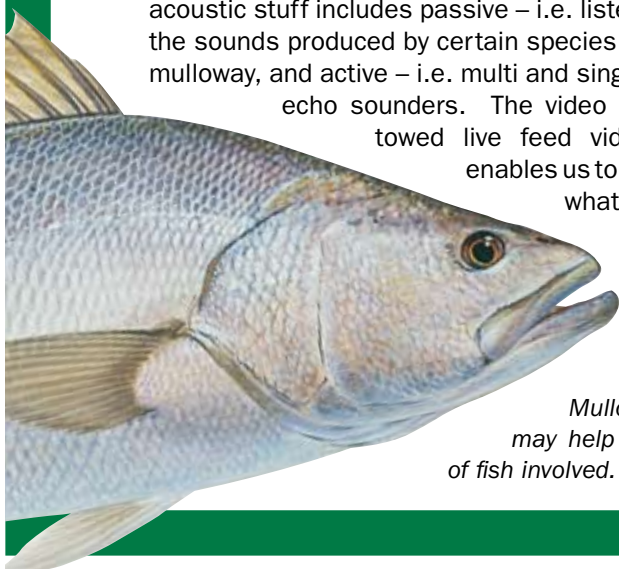 acoustic stuff includes passive – i.e. liste
the sounds produced by certain species
mulloway, and active – i.e. multi and sing
echo sounders. The video
towed live feed vid
enables us to
what
Mullo
may help
of fish involved.